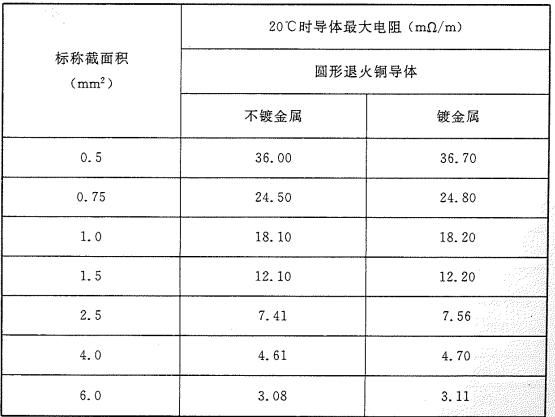 标称截面积
（mm²）
20℃时导体最大电阻（mΩ/m）
圆形退火铜导体
不镀金属
镀金属
0.5 36.00 36.70
0.75 24.50 24.80
1.0 18.10 18.20
1.5 12.10 12.20
2.5 7.41 7.56
4.0 4.61 4.70
6.0 3.08 3.11